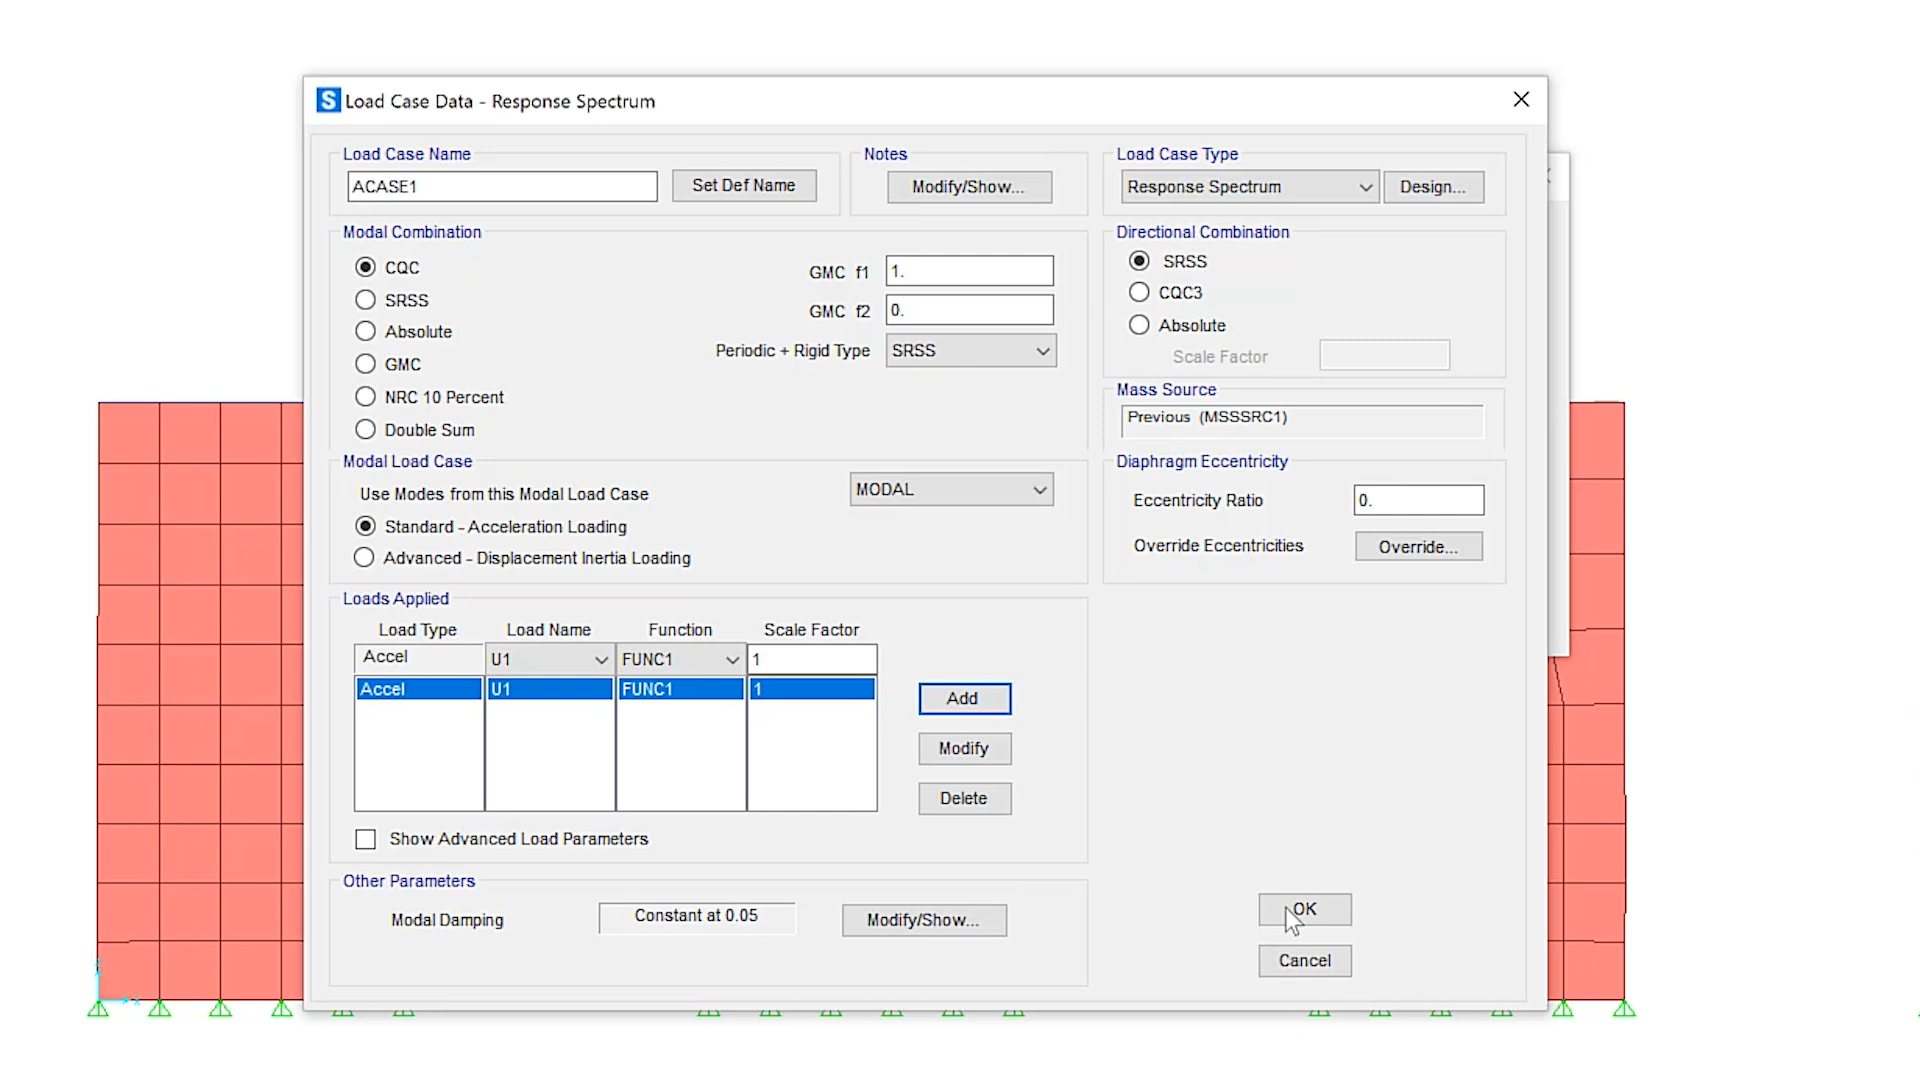 S Load Case Data - Response Spectrum
Load Case Name
ACASE1
Set Def Name
Notes
Modify/Show...
Load Case Type
Response Spectrum
Design...
Modal Combination
CQC
SRSS
Absolute
GMC
NRC 10 Percent
Double Sum
GMC f1
1.
GMC f2
0.
Periodic + Rigid Type
SRSS
Directional Combination
SRSS
CQC3
Absolute
Scale Factor
Mass Source
Previous (MSSSRC1)
Modal Load Case
Use Modes from this Modal Load Case
MODAL
Standard - Acceleration Loading
Advanced - Displacement Inertia Loading
Diaphragm Eccentricity
Eccentricity Ratio
0.
Override Eccentricities
Override...
Loads Applied
Load Type Load Name Function Scale Factor
Accel U1 FUNC1 1
Accel U1 FUNC1 1
Add
Modify
Delete
Show Advanced Load Parameters
Other Parameters
Modal Damping
Constant at 0.05
Modify/Show...
OK
Cancel